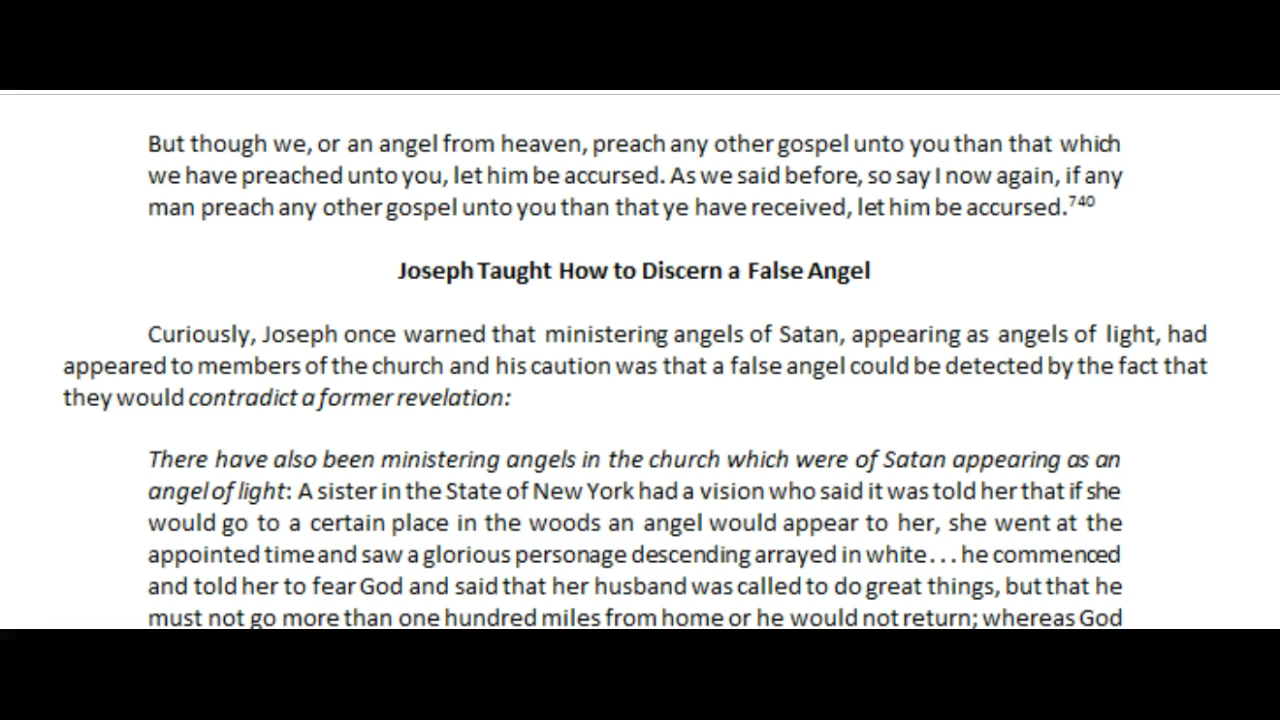 But though we, or an angel from heaven, preach any other gospel unto you than that which
we have preached unto you, let him be accursed. As we said before, so say I now again, if any
man preach any other gospel unto you than that ye have received, let him be accursed.740
Joseph Taught How to Discern a False Angel
Curiously, Joseph once warned that ministering angels of Satan, appearing as angels of light, had
appeared to members of the church and his caution was that a false angel could be detected by the fact that
they would contradict a former revelation:
There have also been ministering angels in the church which were of Satan appearing as an
angel of light: A sister in the State of New York had a vision who said it was told her that if she
would go to a certain place in the woods an angel would appear to her, she went at the
appointed time and saw a glorious personage descending arrayed in white... he commenced
and told her to fear God and said that her husband was called to do great things, but that he
must not go more than one hundred miles from home or he would not return; whereas God